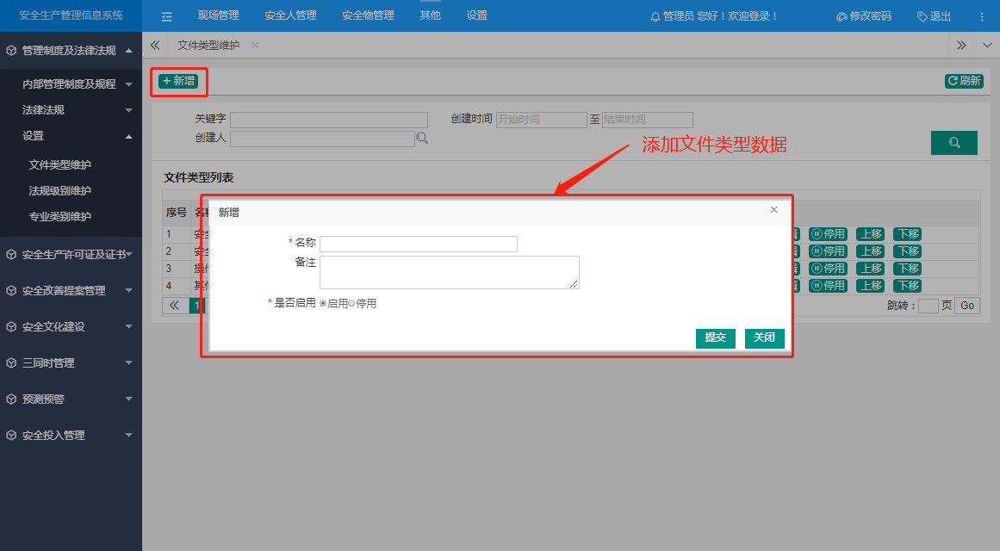 安全生产管理信息系统
现场管理 安全人管理 安全物管理 其他 设置
管理员 您好！欢迎登录！ 修改密码 退出
管理制度及法律法规
文件类型维护
内部管理制度及规程
法律法规
设置
文件类型维护
法规级别维护
专业类别维护
安全生产许可证及证书
安全改善提案管理
安全文化建设
三同时管理
预测预警
安全投入管理
新增
刷新
关键字 创建时间 开始时间 至 结束时间
创建人
添加文件类型数据
文件类型列表
序号
1 停用 上移 下移
2 停用 上移 下移
3 停用 上移 下移
4 停用 上移 下移
1 跳转： 页 Go
新增
* 名称
备注
* 是否启用 启用 停用
提交 关闭